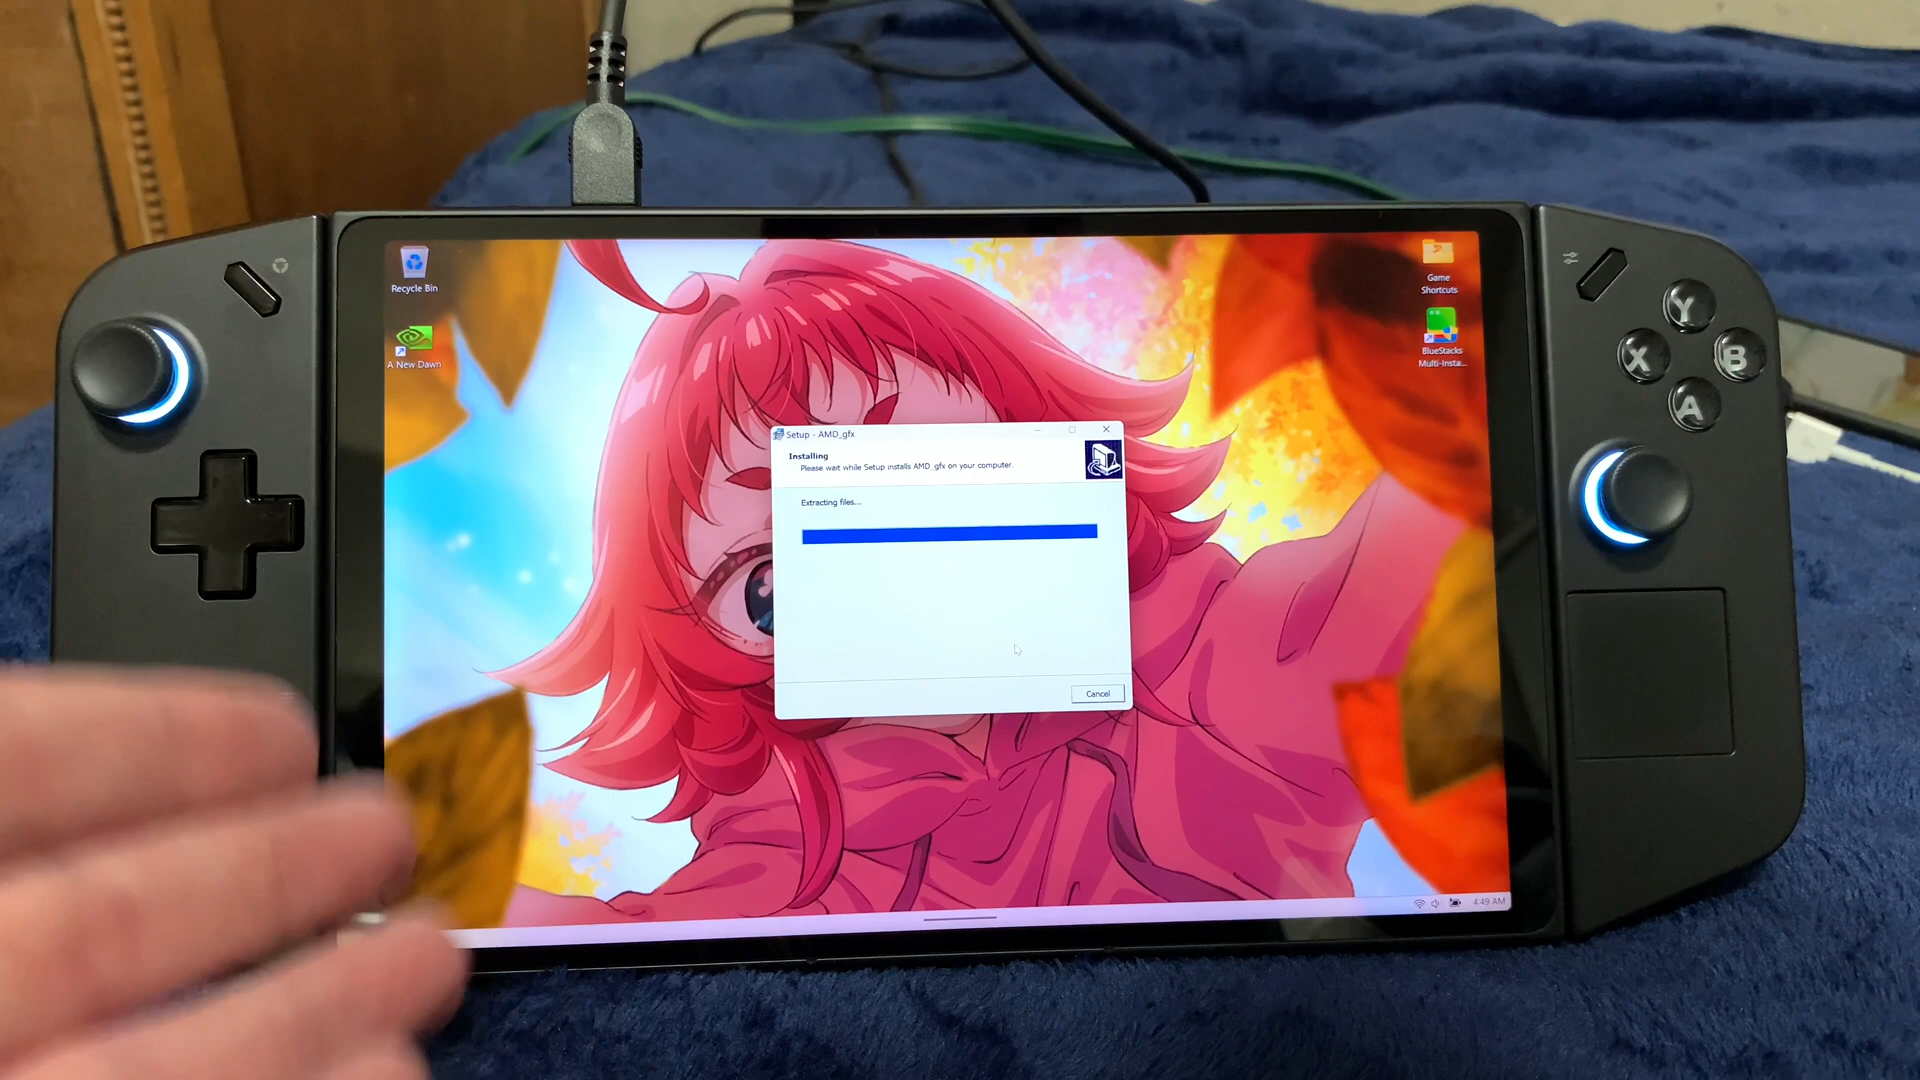 Recycle Bin
A New Dawn
Game
Shortcuts
BlueStacks
Multi-Insta...
Setup - AMD_gfx
Installing
Please wait while Setup installs AMD_gfx on your computer.
Extracting files...
Cancel
4:49 AM
Y
X
B
A